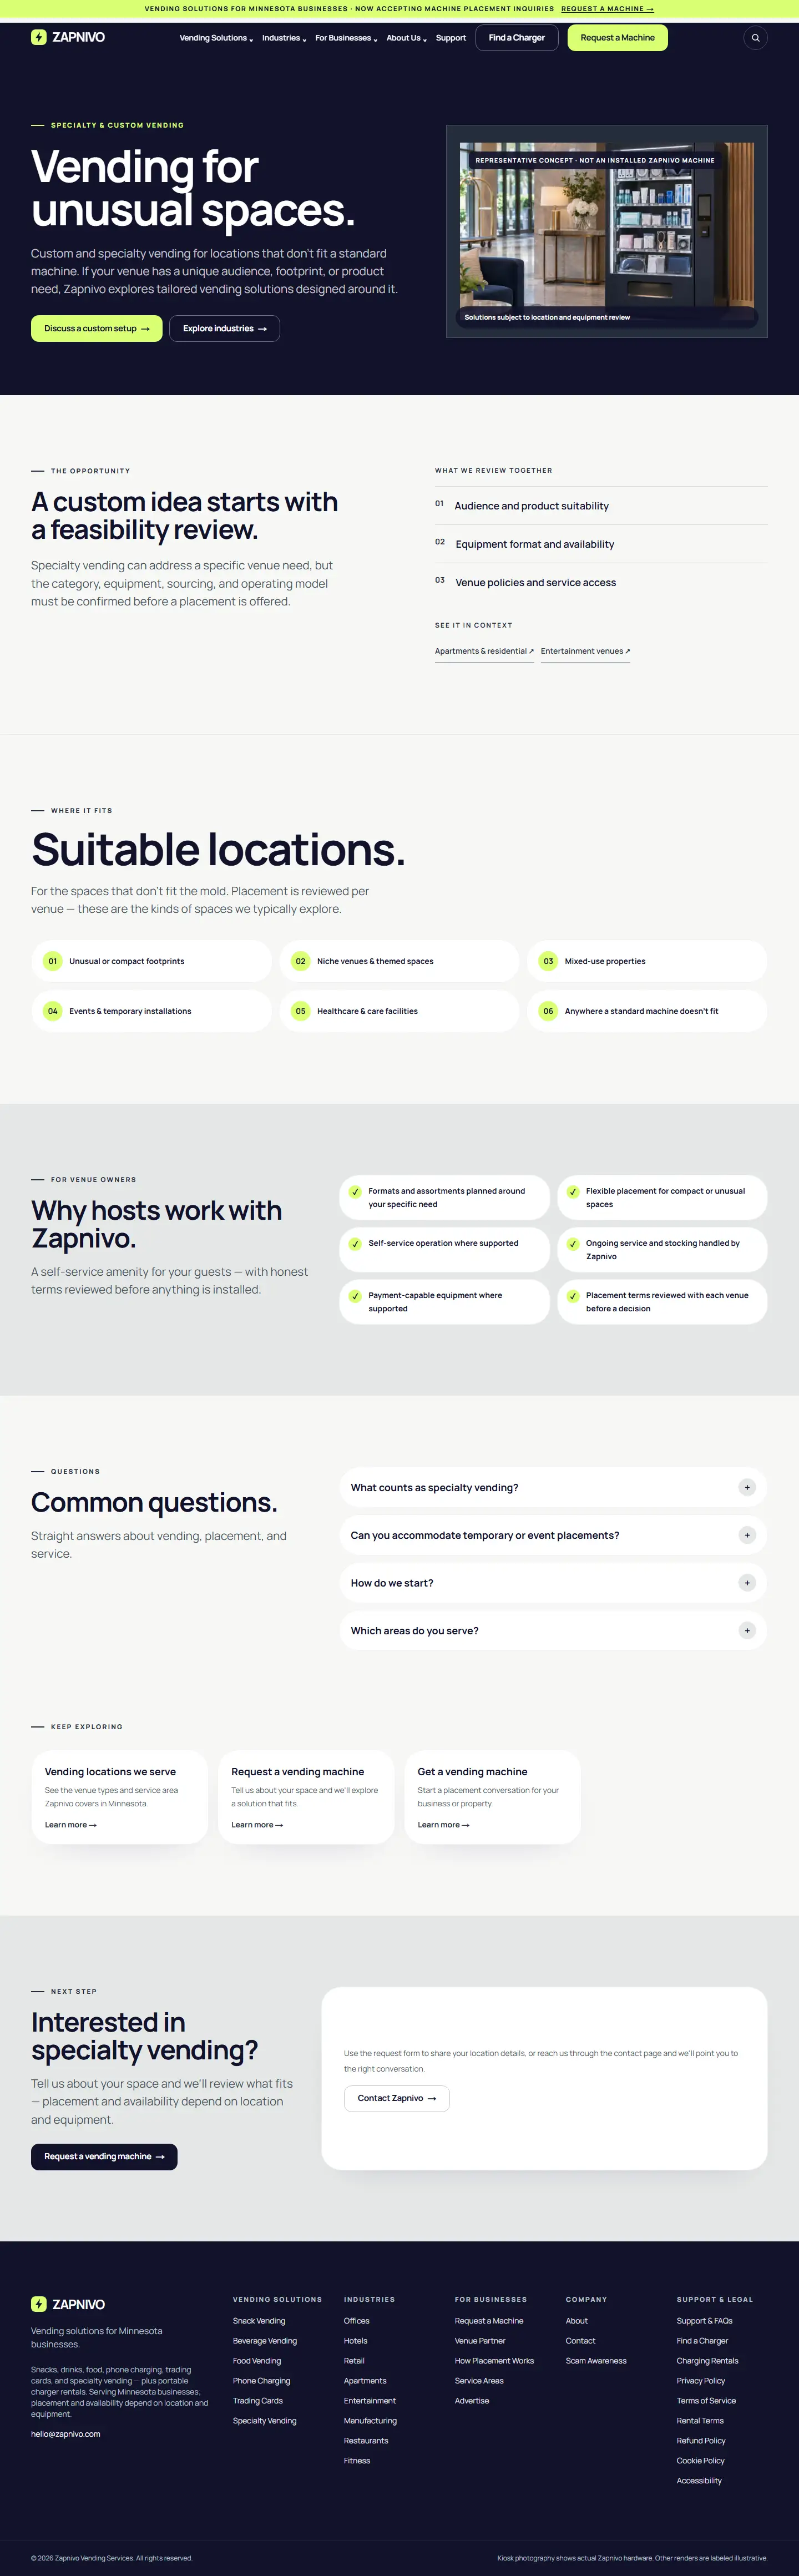 VENDING SOLUTIONS FOR MINNESOTA BUSINESSES · NOW ACCEPTING MACHINE PLACEMENT INQUIRIES REQUEST A MACHINE →
ZAPNIVO
Vending Solutions
Industries
For Businesses
About Us
Support
Find a Charger
Request a Machine
SPECIALTY & CUSTOM VENDING
Vending for
unusual spaces.
Custom and specialty vending for locations that don't fit a standard
machine. If your venue has a unique audience, footprint, or product
need, Zapnivo explores tailored vending solutions designed around it.
Discuss a custom setup →
Explore industries →
REPRESENTATIVE CONCEPT · NOT AN INSTALLED ZAPNIVO MACHINE
Solutions subject to location and equipment review
THE OPPORTUNITY
A custom idea starts with
a feasibility review.
Specialty vending can address a specific venue need, but
the category, equipment, sourcing, and operating model
must be confirmed before a placement is offered.
WHAT WE REVIEW TOGETHER
01 Audience and product suitability
02 Equipment format and availability
03 Venue policies and service access
SEE IT IN CONTEXT
Apartments & residential ↗
Entertainment venues ↗
WHERE IT FITS
Suitable locations.
For the spaces that don't fit the mold. Placement is reviewed per
venue — these are the kinds of spaces we typically explore.
01 Unusual or compact footprints
02 Niche venues & themed spaces
03 Mixed-use properties
04 Events & temporary installations
05 Healthcare & care facilities
06 Anywhere a standard machine doesn't fit
FOR VENUE OWNERS
Why hosts work with
Zapnivo.
A self-service amenity for your guests — with honest
terms reviewed before anything is installed.
✓ Formats and assortments planned around
your specific need
✓ Flexible placement for compact or unusual
spaces
✓ Self-service operation where supported
✓ Ongoing service and stocking handled by
Zapnivo
✓ Payment-capable equipment where
supported
✓ Placement terms reviewed with each venue
before a decision
QUESTIONS
Common questions.
Straight answers about vending, placement, and
service.
What counts as specialty vending? +
Can you accommodate temporary or event placements? +
How do we start? +
Which areas do you serve? +
KEEP EXPLORING
Vending locations we serve
See the venue types and service area
Zapnivo covers in Minnesota.
Learn more →
Request a vending machine
Tell us about your space and we'll explore
a solution that fits.
Learn more →
Get a vending machine
Start a placement conversation for your
business or property.
Learn more →
NEXT STEP
Interested in
specialty vending?
Tell us about your space and we'll review what fits
— placement and availability depend on location
and equipment.
Request a vending machine →
Use the request form to share your location details, or reach us through the contact page and we'll point you to
the right conversation.
Contact Zapnivo →
ZAPNIVO
Vending solutions for Minnesota
businesses.
Snacks, drinks, food, phone charging, trading
cards, and specialty vending — plus portable
charger rentals. Serving Minnesota businesses;
placement and availability depend on location and
equipment.
hello@zapnivo.com
VENDING SOLUTIONS
Snack Vending
Beverage Vending
Food Vending
Phone Charging
Trading Cards
Specialty Vending
INDUSTRIES
Offices
Hotels
Retail
Apartments
Entertainment
Manufacturing
Restaurants
Fitness
FOR BUSINESSES
Request a Machine
Venue Partner
How Placement Works
Service Areas
Advertise
COMPANY
About
Contact
Scam Awareness
SUPPORT & LEGAL
Support & FAQs
Find a Charger
Charging Rentals
Privacy Policy
Terms of Service
Rental Terms
Refund Policy
Cookie Policy
Accessibility
© 2026 Zapnivo Vending Services. All rights reserved.
Kiosk photography shows actual Zapnivo hardware. Other renders are labeled illustrative.